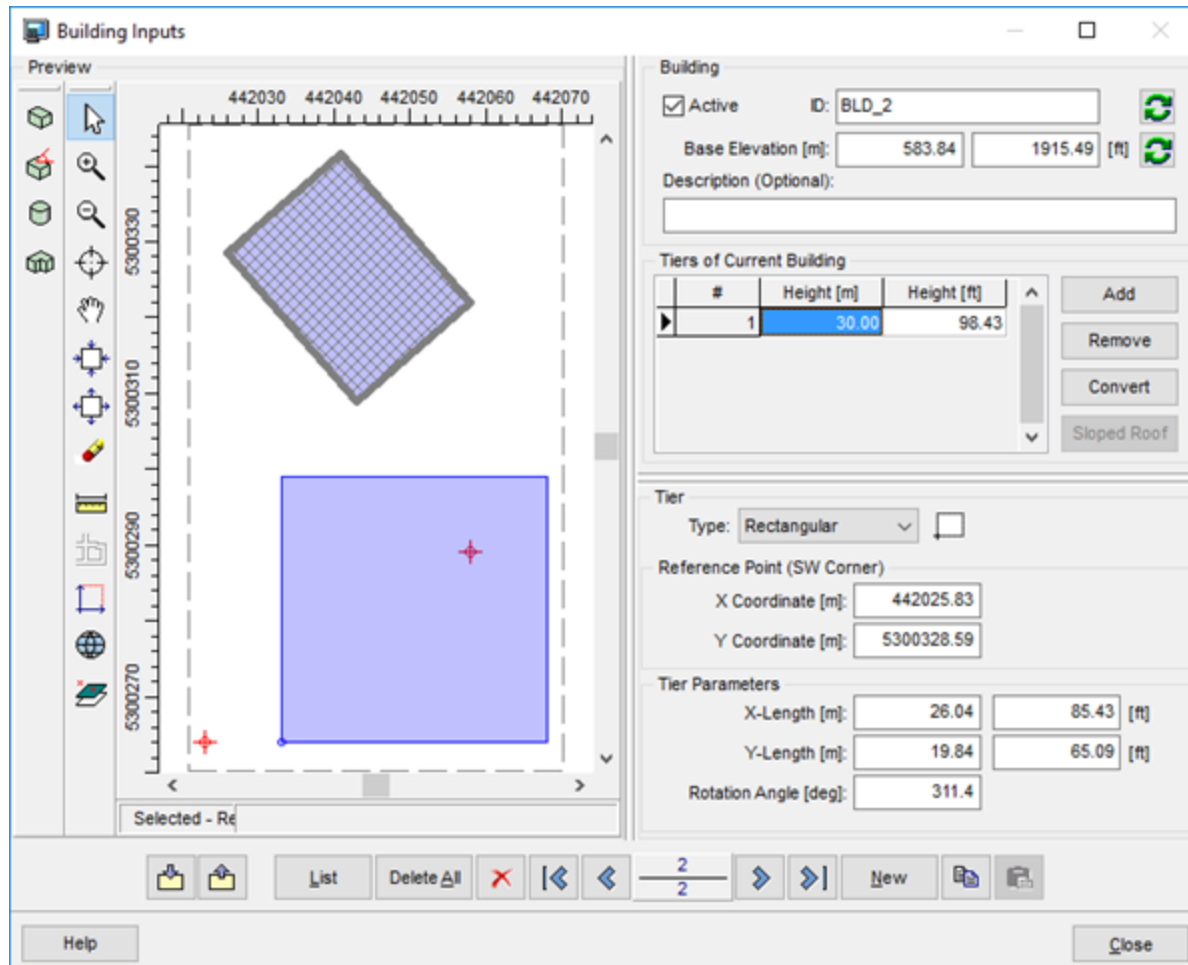 Building Inputs
Preview
442030 442040 442050 442060 442070
5300330
5300310
5300290
5300270
Selected - Re
Building
Active ID: BLD_2
Base Elevation [m]: 583.84 1915.49 [ft]
Description (Optional):
Tiers of Current Building
# Height [m] Height [ft]
1 30.00 98.43
Add
Remove
Convert
Sloped Roof
Tier
Type: Rectangular
Reference Point (SW Corner)
X Coordinate [m]: 442025.83
Y Coordinate [m]: 5300328.59
Tier Parameters
X-Length [m]: 26.04 85.43 [ft]
Y-Length [m]: 19.84 65.09 [ft]
Rotation Angle [deg]: 311.4
List Delete All 2 New
2
Help Close